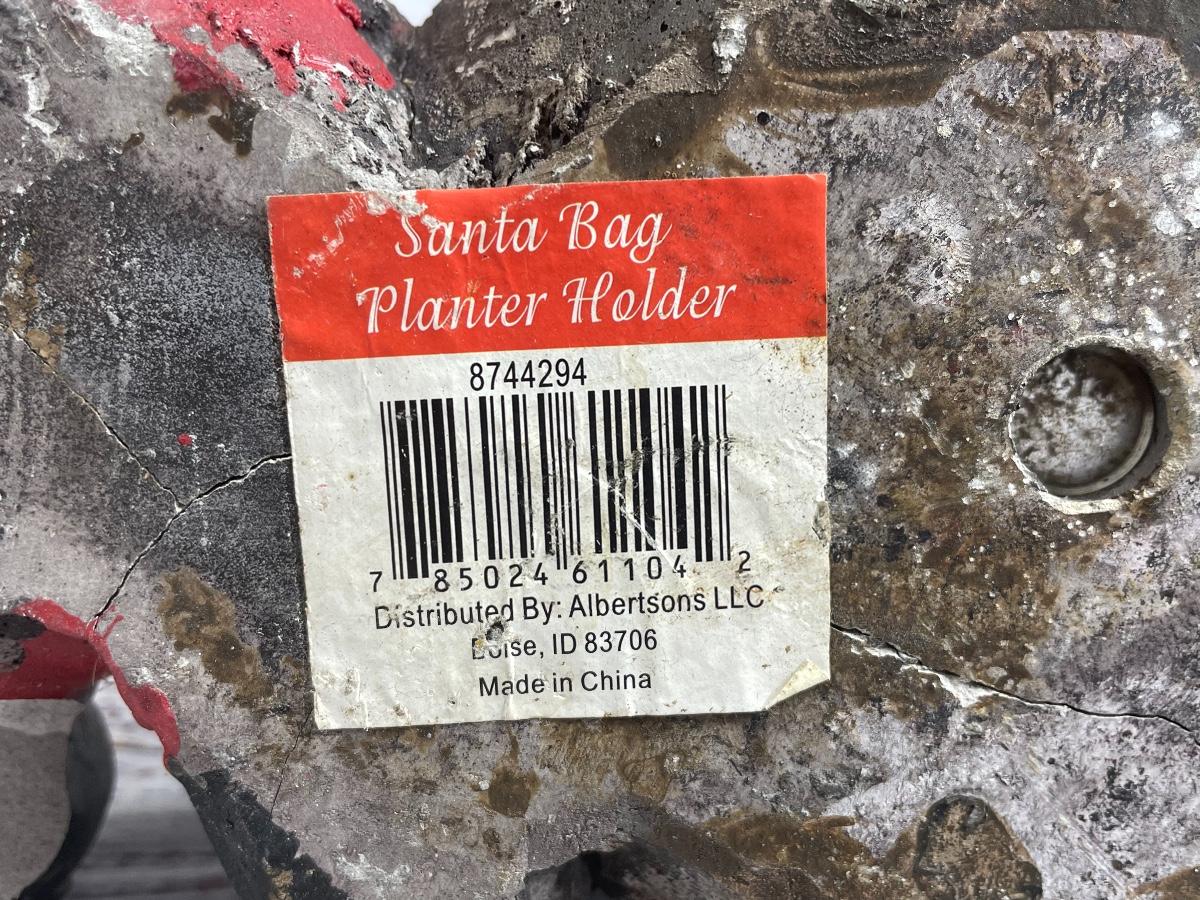 Santa Bag
Planter Holder
8744294
7 85024 61104 2
Distributed By: Albertsons LLC
Boise, ID 83706
Made in China